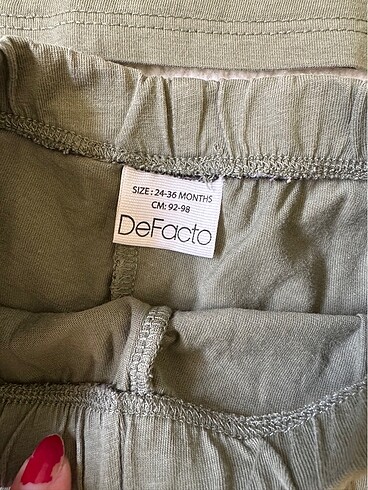 SIZE : 24-36 MONTHS
CM: 92-98
DeFacto